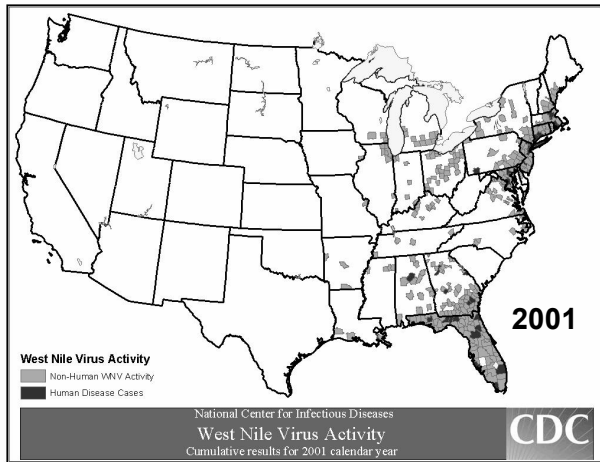 2001
West Nile Virus Activity
Non-Human WNV Activity
Human Disease Cases
National Center for Infectious Diseases
West Nile Virus Activity
Cumulative results for 2001 calendar year
CDC